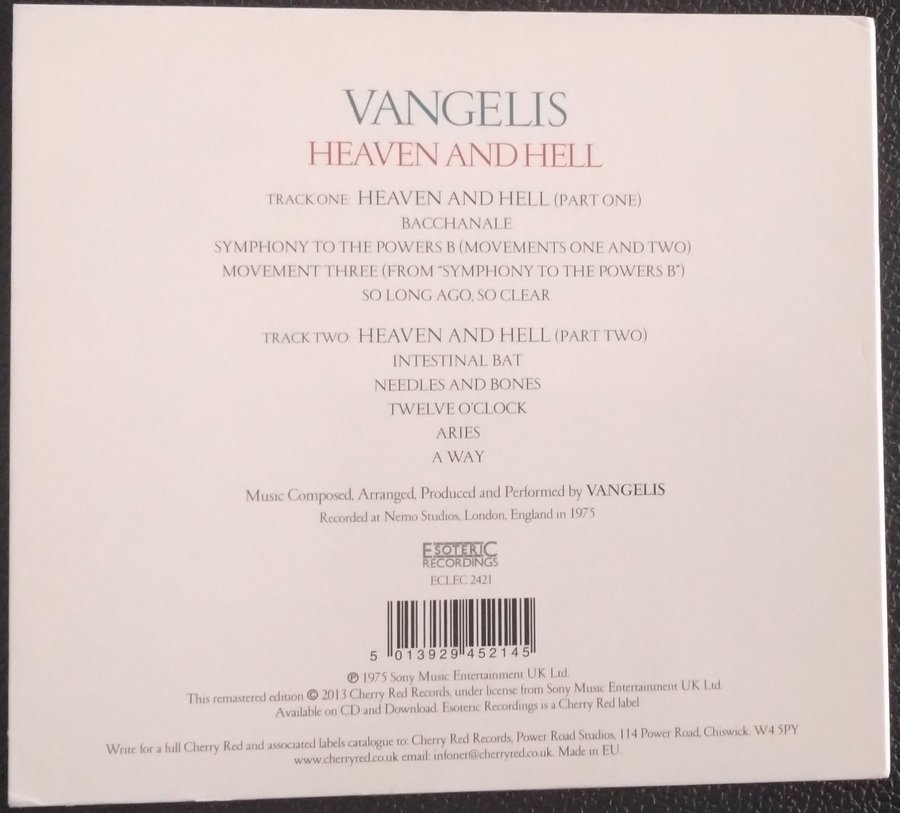 VANGELIS
HEAVEN AND HELL
TRACK ONE: HEAVEN AND HELL (PART ONE)
BACCHANALE
SYMPHONY TO THE POWERS B (MOVEMENTS ONE AND TWO)
MOVEMENT THREE (FROM "SYMPHONY TO THE POWERS B")
SO LONG AGO, SO CLEAR
TRACK TWO: HEAVEN AND HELL (PART TWO)
INTESTINAL BAT
NEEDLES AND BONES
TWELVE O'CLOCK
ARIES
A WAY
Music Composed, Arranged, Produced and Performed by VANGELIS
Recorded at Nemo Studios, London, England in 1975
ESOTERIC
RECORDINGS
ECLEC 2421
5 013929 452145
℗ 1975 Sony Music Entertainment UK Ltd.
This remastered edition © 2013 Cherry Red Records, under license from Sony Music Entertainment UK Ltd.
Available on CD and Download. Esoteric Recordings is a Cherry Red label
Write for a full Cherry Red and associated labels catalogue to: Cherry Red Records, Power Road Studios, 114 Power Road, Chiswick. W4 5PY
www.cherryred.co.uk email: infonet@cherryred.co.uk. Made in EU.